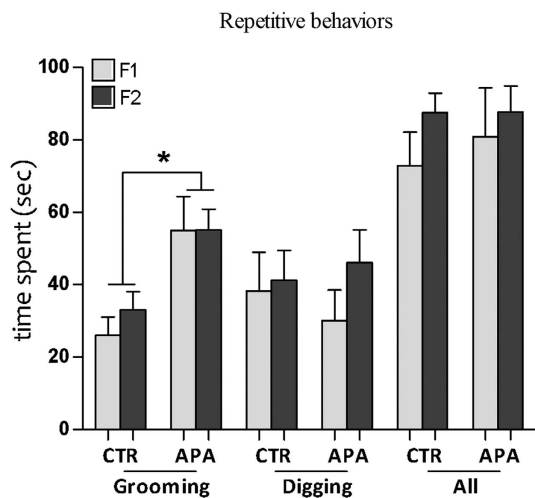 Repetitive behaviors
F1
F2
*
time spent (sec)
100
80
60
40
20
0
CTR APA CTR APA CTR APA
Grooming Digging All